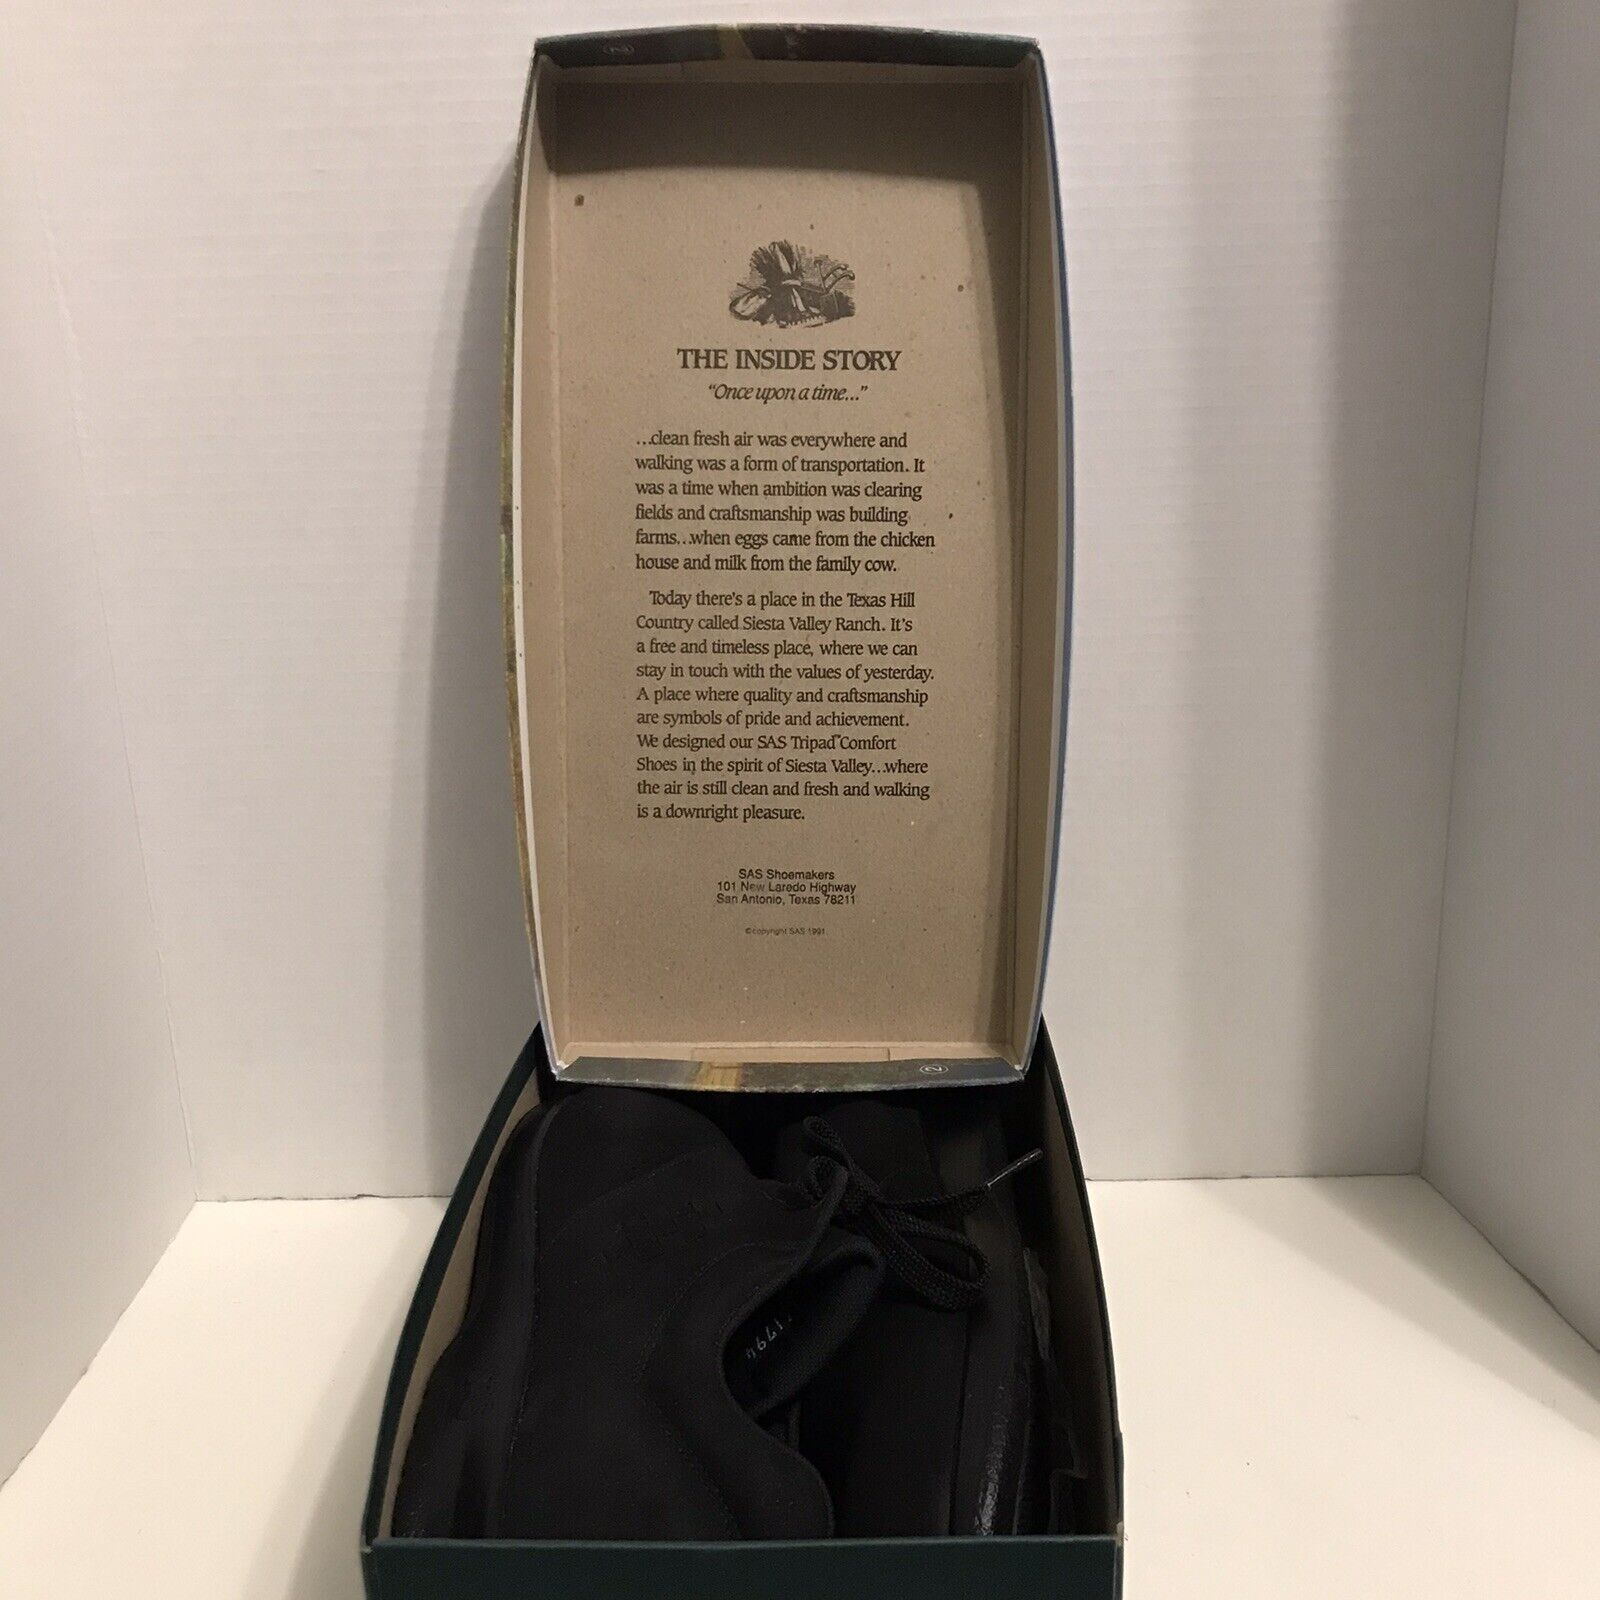 THE INSIDE STORY
“Once upon a time...”
...clean fresh air was everywhere and
walking was a form of transportation. It
was a time when ambition was clearing
fields and craftsmanship was building
farms...when eggs came from the chicken
house and milk from the family cow.
Today there's a place in the Texas Hill
Country called Siesta Valley Ranch. It's
a free and timeless place, where we can
stay in touch with the values of yesterday.
A place where quality and craftsmanship
are symbols of pride and achievement.
We designed our SAS Tripad™ Comfort
Shoes in the spirit of Siesta Valley...where
the air is still clean and fresh and walking
is a downright pleasure.
SAS Shoemakers
101 New Laredo Highway
San Antonio, Texas 78211
©copyright SAS 1991